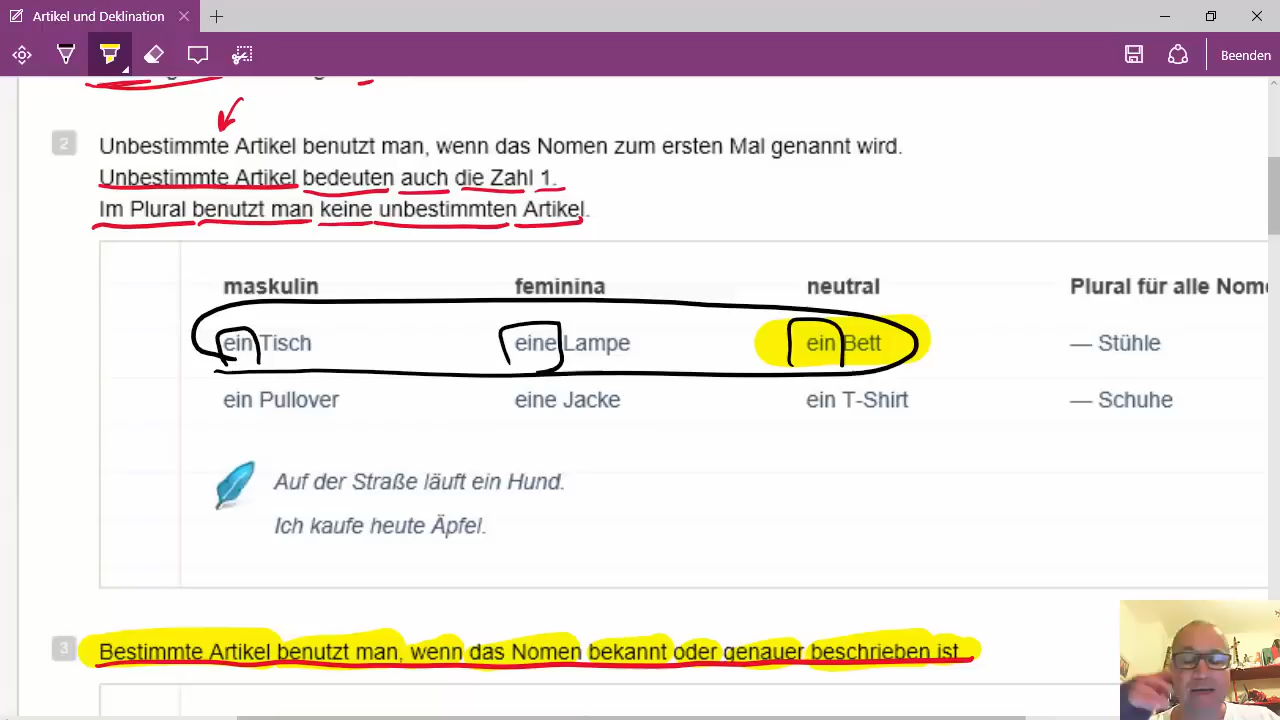 Artikel und Deklination
Beenden
2
Unbestimmte Artikel benutzt man, wenn das Nomen zum ersten Mal genannt wird.
Unbestimmte Artikel bedeuten auch die Zahl 1.
Im Plural benutzt man keine unbestimmten Artikel.
maskulin feminina neutral Plural für alle Nome
ein Tisch eine Lampe ein Bett — Stühle
ein Pullover eine Jacke ein T-Shirt — Schuhe
Auf der Straße läuft ein Hund.
Ich kaufe heute Äpfel.
3
Bestimmte Artikel benutzt man, wenn das Nomen bekannt oder genauer beschrieben ist